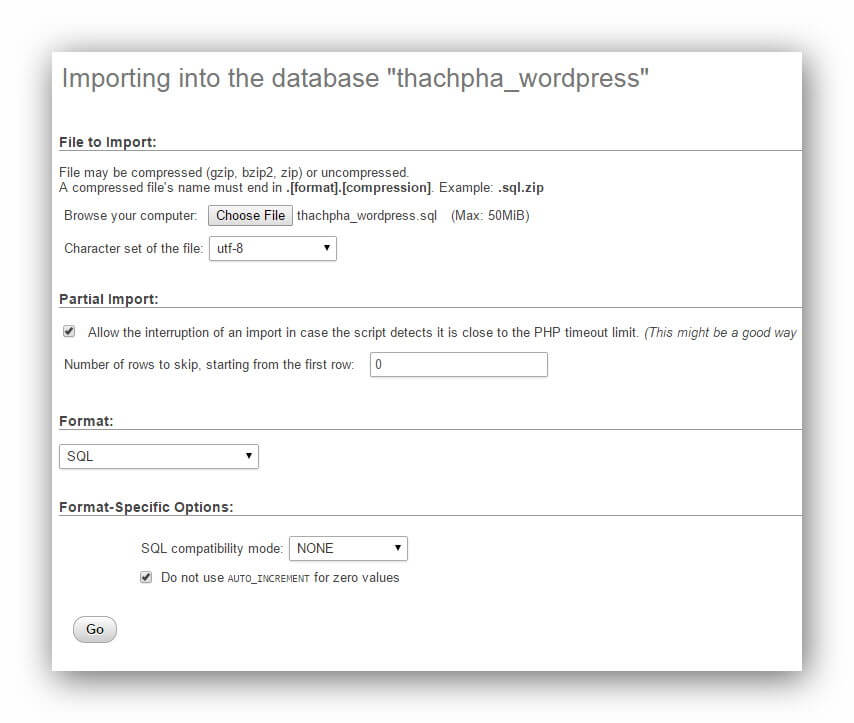 Importing into the database "thachpha_wordpress"
File to Import:
File may be compressed (gzip, bzip2, zip) or uncompressed.
A compressed file's name must end in .[format].[compression]. Example: .sql.zip
Browse your computer: Choose File thachpha_wordpress.sql (Max: 50MiB)
Character set of the file: utf-8
Partial Import:
Allow the interruption of an import in case the script detects it is close to the PHP timeout limit. (This might be a good way
Number of rows to skip, starting from the first row: 0
Format:
SQL
Format-Specific Options:
SQL compatibility mode: NONE
Do not use AUTO_INCREMENT for zero values
Go